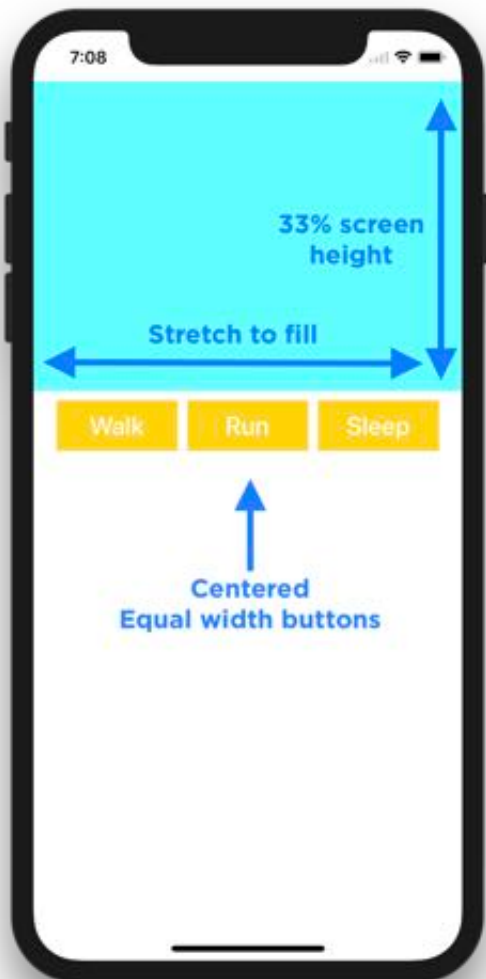 7:08
33% screen
height
Stretch to fill
Walk Run Sleep
Centered
Equal width buttons